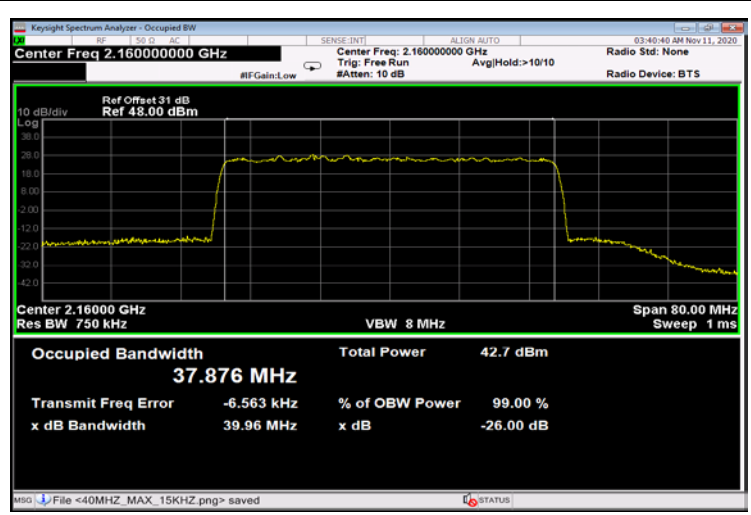 Keysight Spectrum Analyzer - Occupied BW
LXI RF 50 Ω AC SENSE:INT ALIGN AUTO 03:40:40 AM Nov 11, 2020
Center Freq 2.160000000 GHz Center Freq: 2.160000000 GHz Radio Std: None
Trig: Free Run Avg|Hold:>10/10
#IFGain:Low #Atten: 10 dB Radio Device: BTS
Ref Offset 31 dB
10 dB/div Ref 48.00 dBm
Log
38.0
28.0
18.0
8.00
-2.00
-12.0
-22.0
-32.0
-42.0
Center 2.16000 GHz Span 80.00 MHz
Res BW 750 kHz VBW 8 MHz Sweep 1 ms
Occupied Bandwidth Total Power 42.7 dBm
37.876 MHz
Transmit Freq Error -6.563 kHz % of OBW Power 99.00 %
x dB Bandwidth 39.96 MHz x dB -26.00 dB
MSG File <40MHZ_MAX_15KHZ.png> saved STATUS